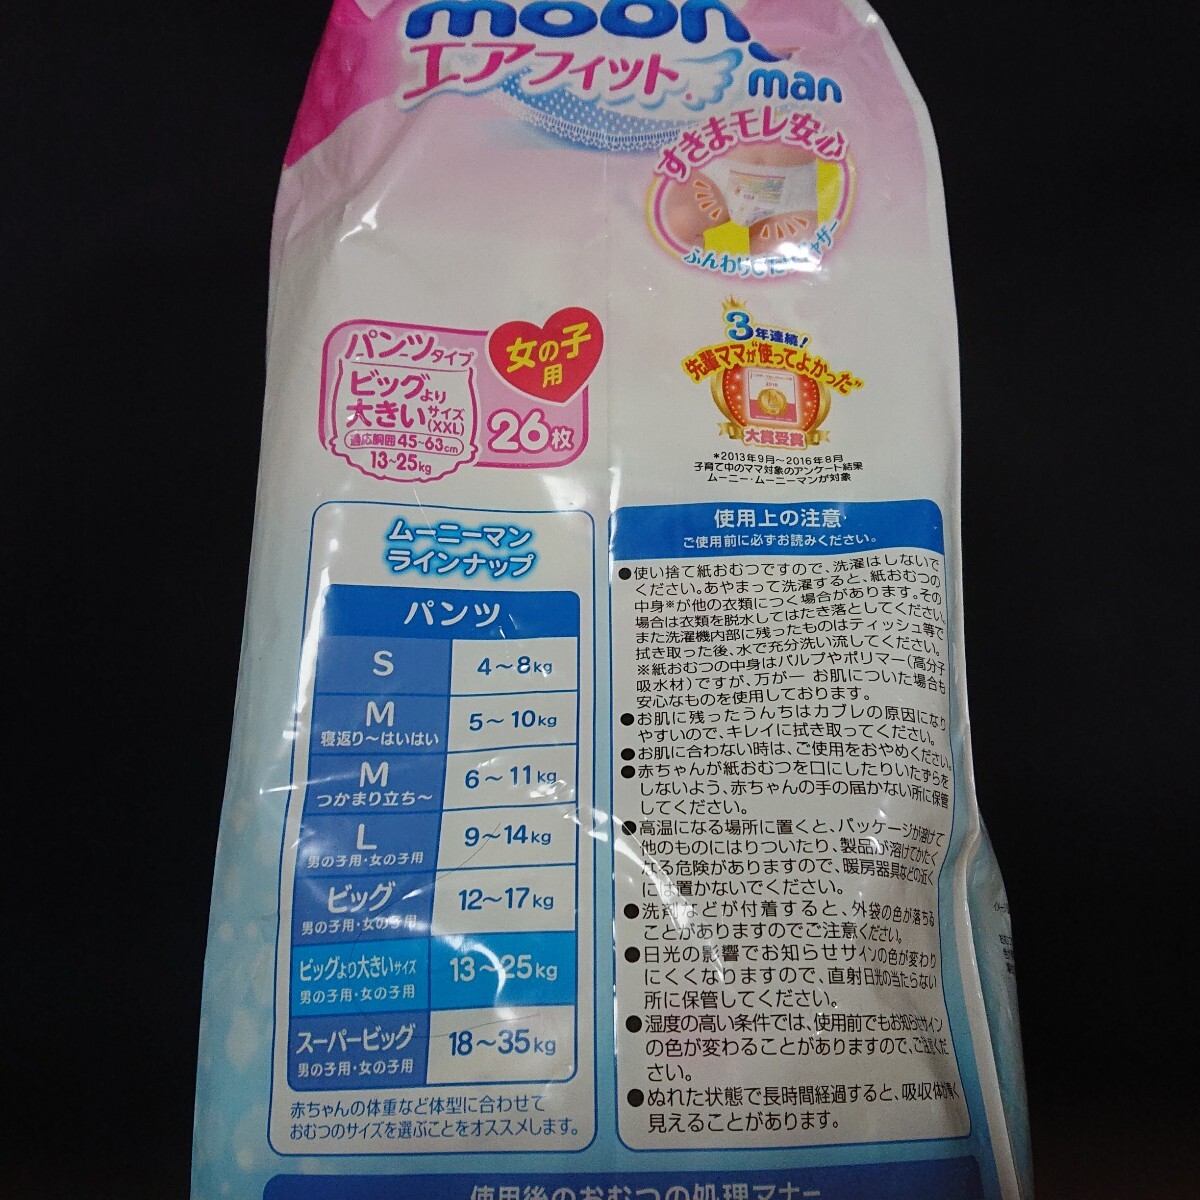 moony
man
エアフィット
すきまモレ安心
ふんわり
ギャザー
パンツタイプ
女の子用
ビッグより
大きいサイズ
(XXL)
適応胴囲45~63cm
13~25kg
26枚
3年連続!
先輩ママが"使ってよかった"
大賞受賞
*2013年9月~2016年8月
子育て中のママ対象のアンケート結果
ムーニー・ムーニーマンが対象
ムーニーマン
ラインナップ
パンツ
S 4~8kg
M 5~10kg
寝返り~はいはい
M 6~11kg
つかまり立ち~
L 9~14kg
男の子用・女の子用
ビッグ 12~17kg
男の子用・女の子用
ビッグより大きいサイズ 13~25kg
男の子用・女の子用
スーパービッグ 18~35kg
男の子用・女の子用
赤ちゃんの体重など体型に合わせて
おむつのサイズを選ぶことをオススメします。
使用上の注意
ご使用前に必ずお読みください。
●使い捨て紙おむつですので、洗濯はしないで
ください。あやまって洗濯すると、紙おむつの
中身※が他の衣類につく場合があります。その
場合は衣類を脱水してはたき落としてください。
また洗濯機内部に残ったものはティッシュ等で
拭き取った後、水で充分洗い流してください。
※紙おむつの中身はパルプやポリマー(高分子
吸水材)ですが、万が一 お肌についた場合も
安心なものを使用しております。
●お肌に残ったうんちはカブレの原因になり
やすいので、キレイに拭き取ってください。
●お肌に合わない時は、ご使用をおやめください。
●赤ちゃんが紙おむつを口にしたりいたずらを
しないよう、赤ちゃんの手の届かない所に保管
してください。
●高温になる場所に置くと、パッケージが溶けて
他のものにはりついたり、製品が溶けてかたく
なる危険がありますので、暖房器具などの近く
には置かないでください。
●洗剤などが付着すると、外袋の色が落ちる
ことがありますのでご注意ください。
●日光の影響でお知らせサインの色が変わり
にくくなりますので、直射日光の当たらない
所に保管してください。
●湿度の高い条件では、使用前でもお知らせサイン
の色が変わることがありますので、ご注意くだ
さい。
●ぬれた状態で長時間経過すると、吸収体が青く
見えることがあります。
使用後のおむつの処理マナー